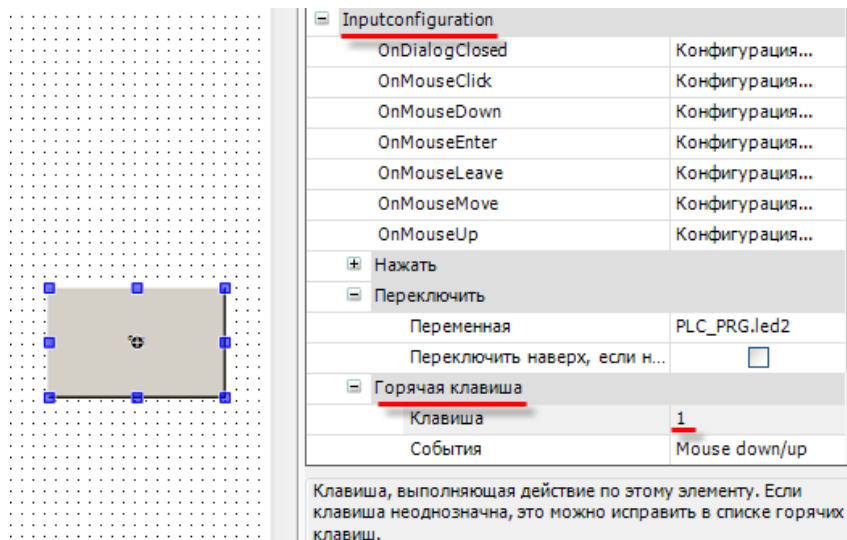 Inputconfiguration
OnDialogClosed Конфигурация...
OnMouseClick Конфигурация...
OnMouseDown Конфигурация...
OnMouseEnter Конфигурация...
OnMouseLeave Конфигурация...
OnMouseMove Конфигурация...
OnMouseUp Конфигурация...
Нажать
Переключить
Переменная PLC_PRG.led2
Переключить наверх, если н...
Горячая клавиша
Клавиша 1
События Mouse down/up
Клавиша, выполняющая действие по этому элементу. Если
клавиша неоднозначна, это можно исправить в списке горячих
клавиш.